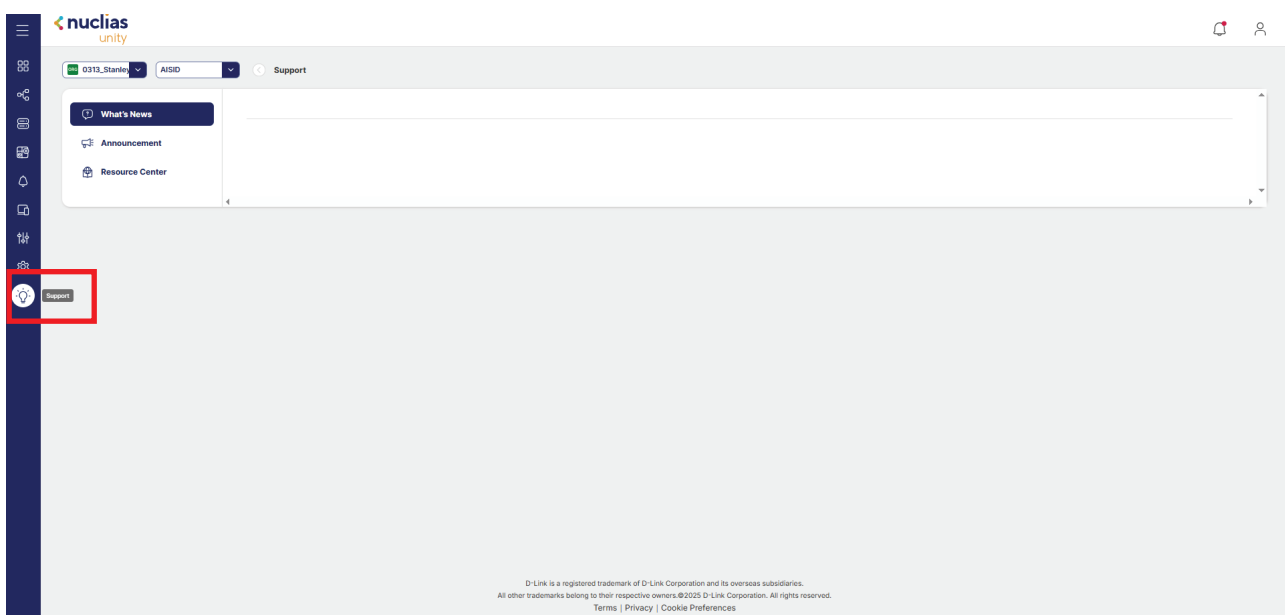 nuclias
unity
ORG 0313_Stanley AISID Support
What's News
Announcement
Resource Center
Support
D-Link is a registered trademark of D-Link Corporation and its overseas subsidiaries.
All other trademarks belong to their respective owners.©2025 D-Link Corporation. All rights reserved.
Terms | Privacy | Cookie Preferences